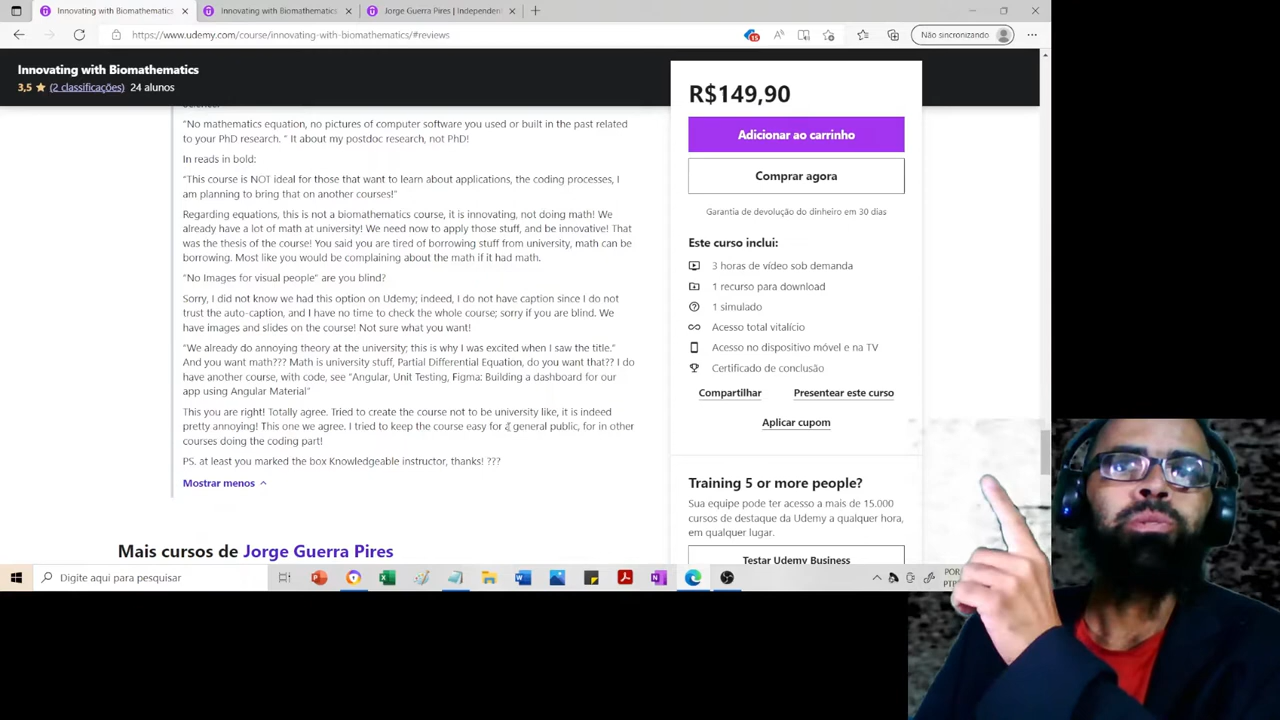 Innovating with Biomathematics
Innovating with Biomathematics
Jorge Guerra Pires | Independen
https://www.udemy.com/course/innovating-with-biomathematics/#reviews
15
Não sincronizando
Innovating with Biomathematics
3,5 (2 classificações) 24 alunos
"No mathematics equation, no pictures of computer software you used or built in the past related
to your PhD research. " It about my postdoc research, not PhD!
In reads in bold:
"This course is NOT ideal for those that want to learn about applications, the coding processes, I
am planning to bring that on another courses!"
Regarding equations, this is not a biomathematics course, it is innovating, not doing math! We
already have a lot of math at university! We need now to apply those stuff, and be innovative! That
was the thesis of the course! You said you are tired of borrowing stuff from university, math can be
borrowing. Most like you would be complaining about the math if it had math.
"No Images for visual people" are you blind?
Sorry, I did not know we had this option on Udemy; indeed, I do not have caption since I do not
trust the auto-caption, and I have no time to check the whole course; sorry if you are blind. We
have images and slides on the course! Not sure what you want!
"We already do annoying theory at the university; this is why I was excited when I saw the title."
And you want math??? Math is university stuff, Partial Differential Equation, do you want that?? I do
have another course, with code, see "Angular, Unit Testing, Figma: Building a dashboard for our
app using Angular Material"
This you are right! Totally agree. Tried to create the course not to be university like, it is indeed
pretty annoying! This one we agree. I tried to keep the course easy for general public, for in other
courses doing the coding part!
PS. at least you marked the box Knowledgeable instructor, thanks! ???
Mostrar menos
Mais cursos de Jorge Guerra Pires
R$149,90
Adicionar ao carrinho
Comprar agora
Garantia de devolução do dinheiro em 30 dias
Este curso inclui:
3 horas de vídeo sob demanda
1 recurso para download
1 simulado
Acesso total vitalício
Acesso no dispositivo móvel e na TV
Certificado de conclusão
Compartilhar Presentear este curso
Aplicar cupom
Training 5 or more people?
Sua equipe pode ter acesso a mais de 15.000
cursos de destaque da Udemy a qualquer hora,
em qualquer lugar.
Testar Udemy Business
Digite aqui para pesquisar
POR